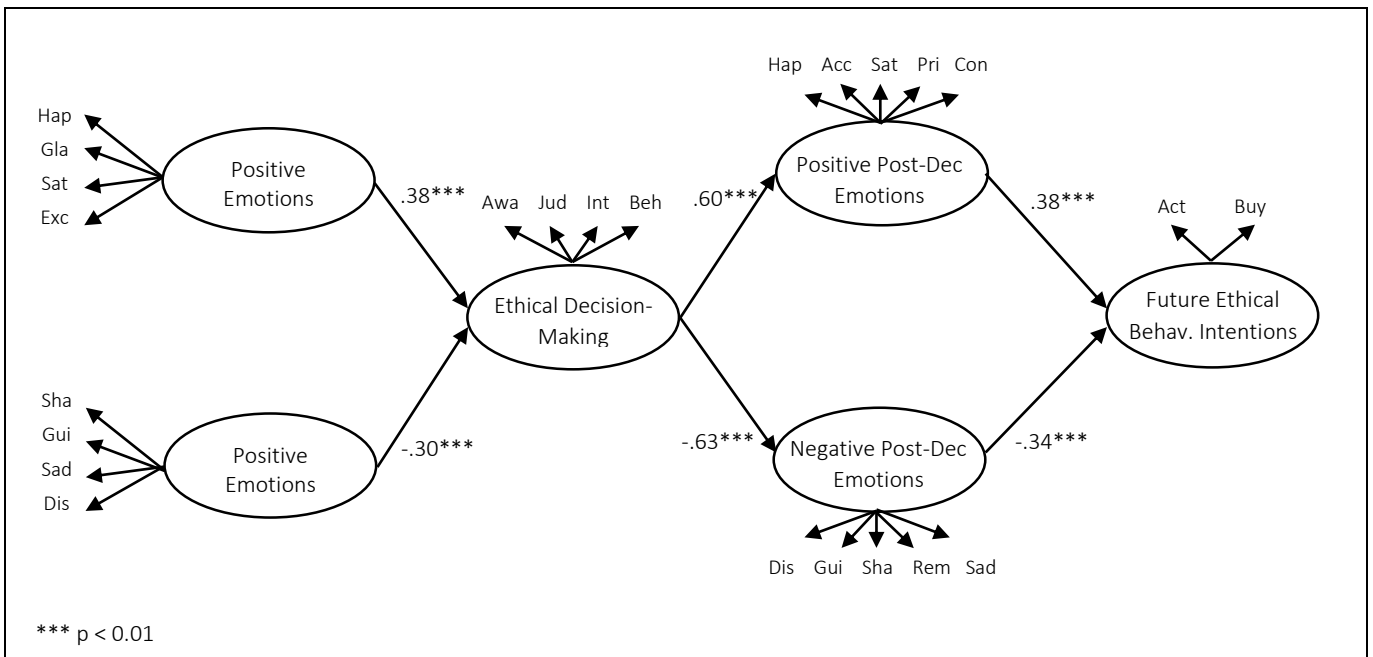 Hap Acc Sat Pri Con
Hap
Gla
Sat
Exc
Positive
Emotions
.38***
Awa Jud Int Beh
.60***
Positive Post-Dec
Emotions
.38***
Act Buy
Ethical Decision-
Making
Future Ethical
Behav. Intentions
Sha
Gui
Sad
Dis
Positive
Emotions
-.30***
-.63***
Negative Post-Dec
Emotions
-.34***
Dis Gui Sha Rem Sad
*** p < 0.01